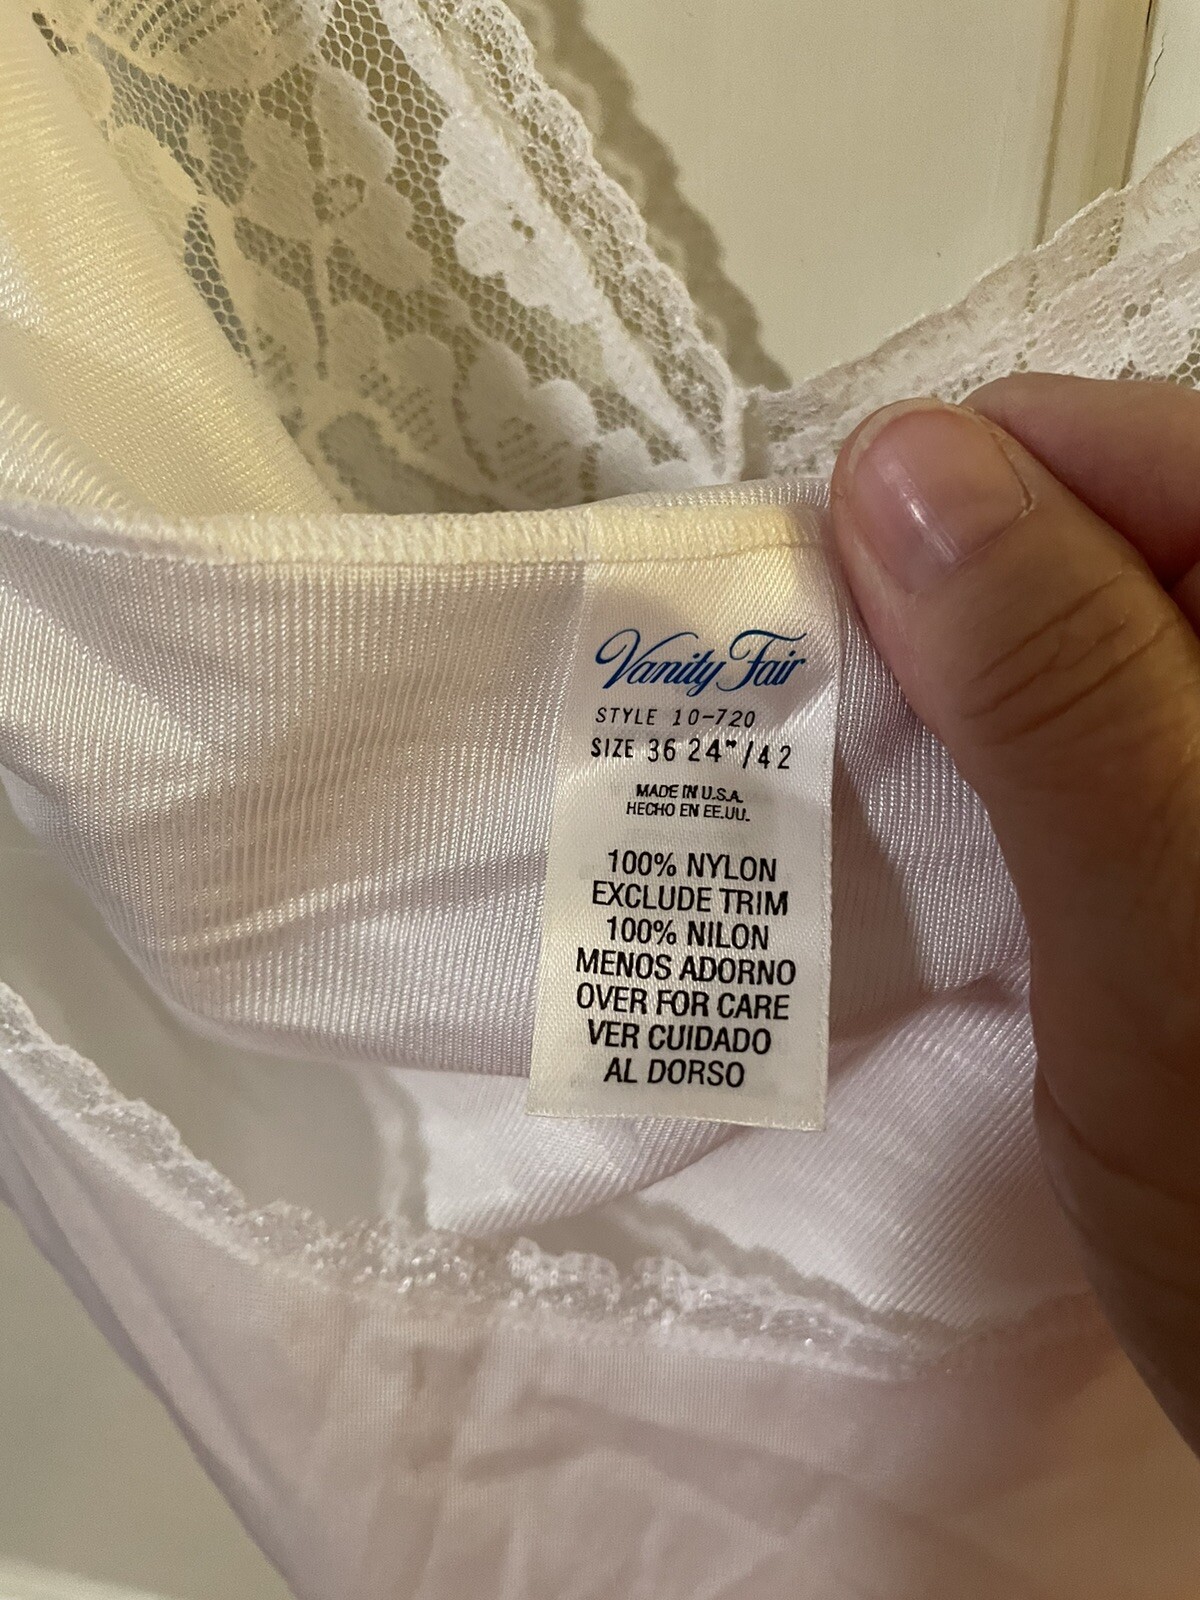 Vanity Fair
STYLE 10-720
SIZE 36 24"/42
MADE IN U.S.A.
HECHO EN EE.UU.
100% NYLON
EXCLUDE TRIM
100% NILON
MENOS ADORNO
OVER FOR CARE
VER CUIDADO
AL DORSO